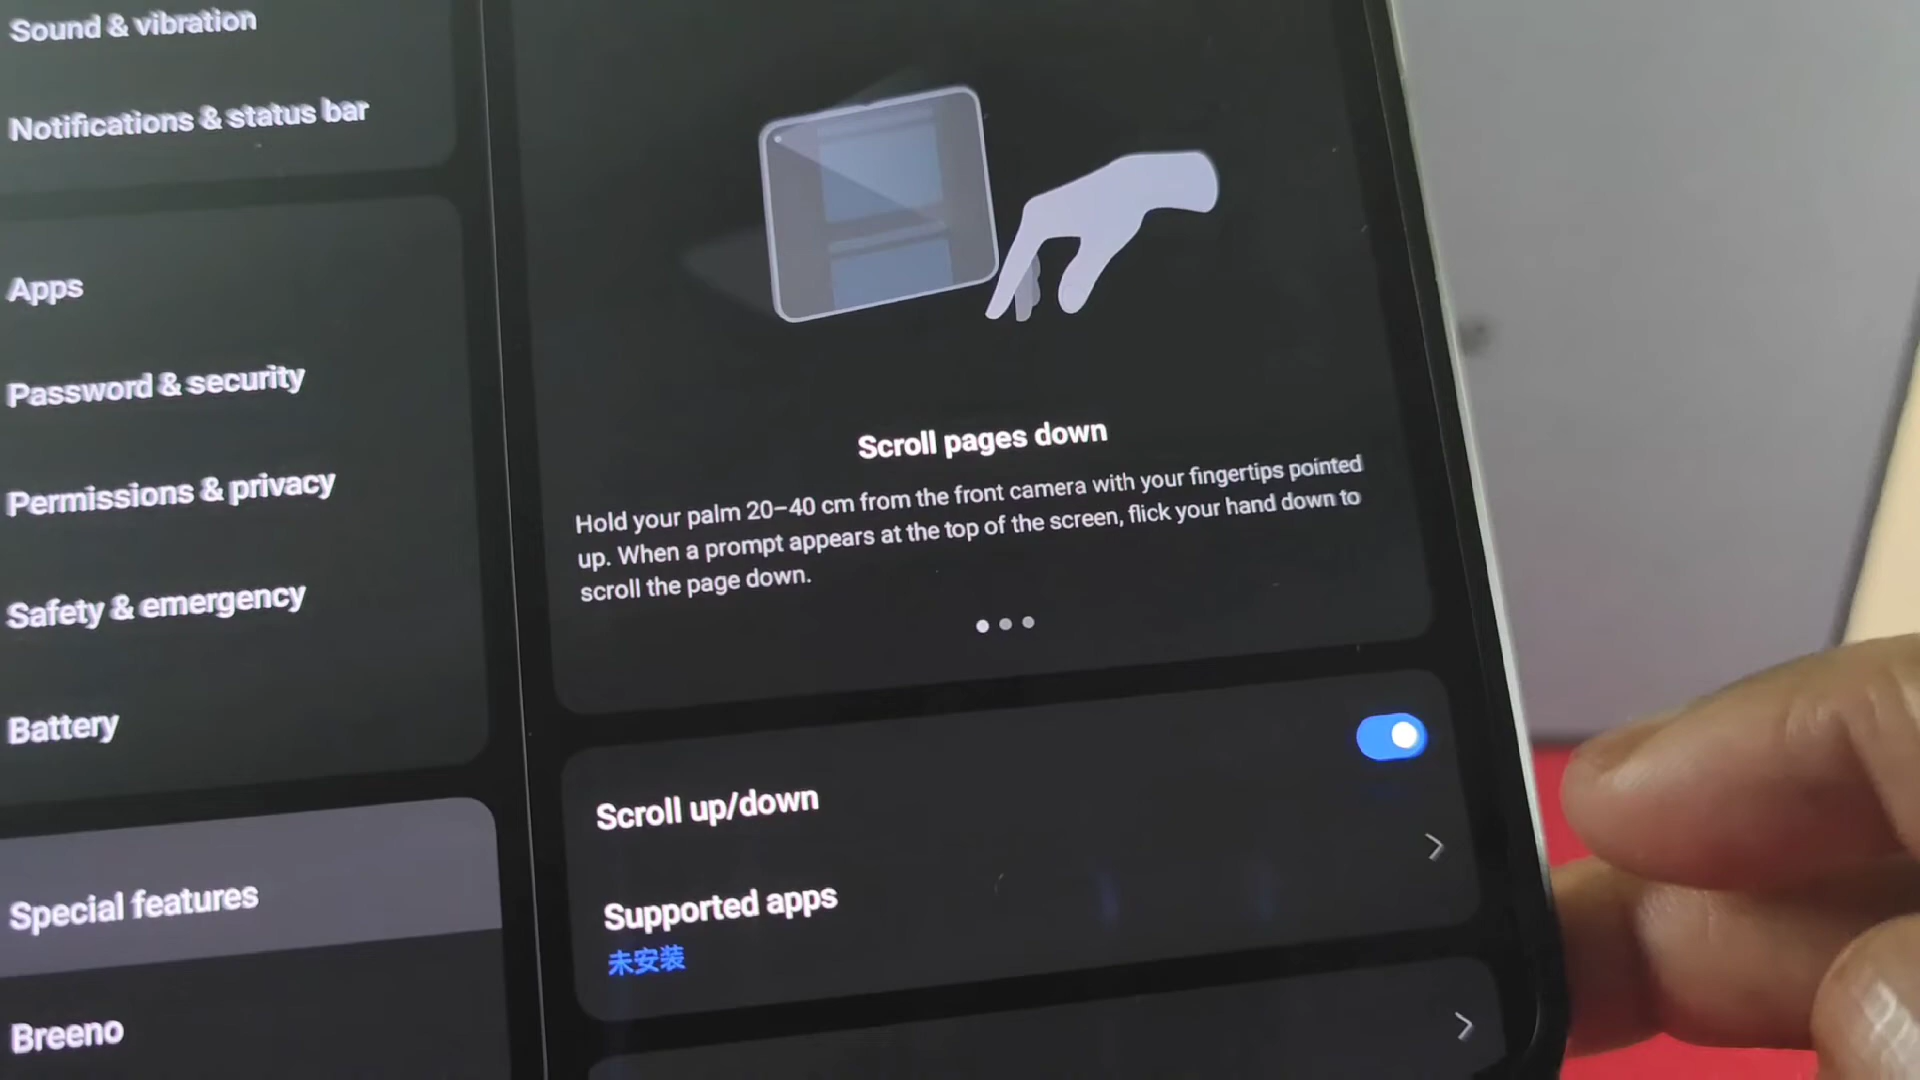 Sound & vibration
Notifications & status bar
Apps
Password & security
Permissions & privacy
Safety & emergency
Battery
Special features
Breeno
Scroll pages down
Hold your palm 20–40 cm from the front camera with your fingertips pointed
up. When a prompt appears at the top of the screen, flick your hand down to
scroll the page down.
Scroll up/down
Supported apps
未安装